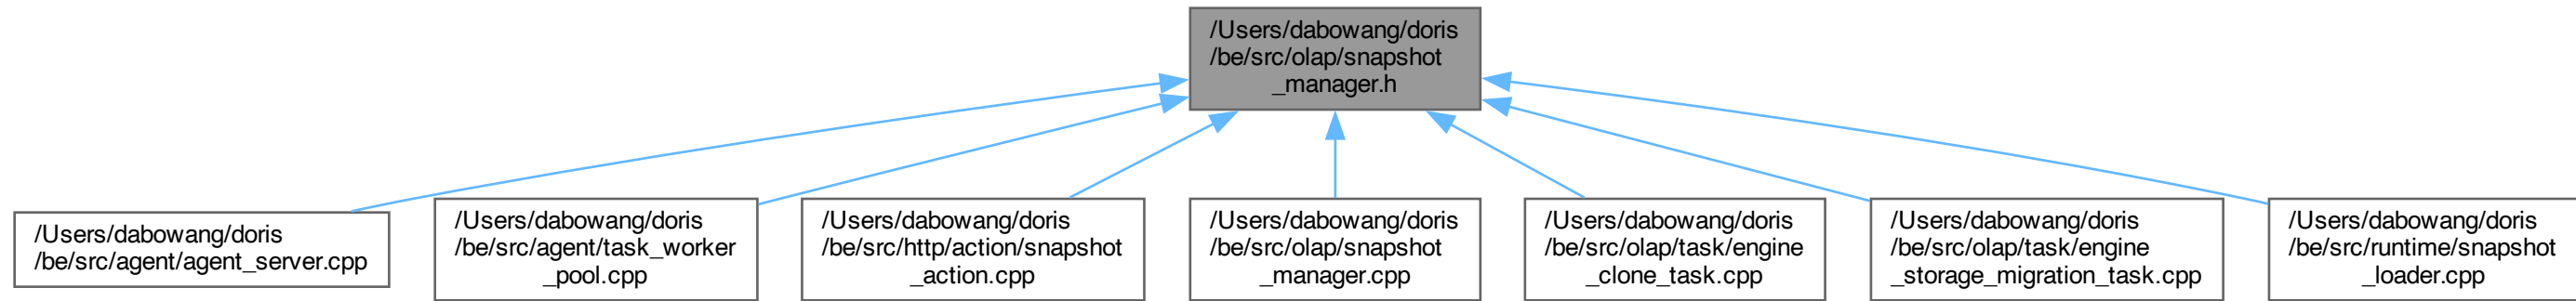 /Users/dabowang/doris
/be/src/olap/snapshot
_manager.h
/Users/dabowang/doris
/be/src/agent/agent_server.cpp
/Users/dabowang/doris
/be/src/agent/task_worker
_pool.cpp
/Users/dabowang/doris
/be/src/http/action/snapshot
_action.cpp
/Users/dabowang/doris
/be/src/olap/snapshot
_manager.cpp
/Users/dabowang/doris
/be/src/olap/task/engine
_clone_task.cpp
/Users/dabowang/doris
/be/src/olap/task/engine
_storage_migration_task.cpp
/Users/dabowang/doris
/be/src/runtime/snapshot
_loader.cpp